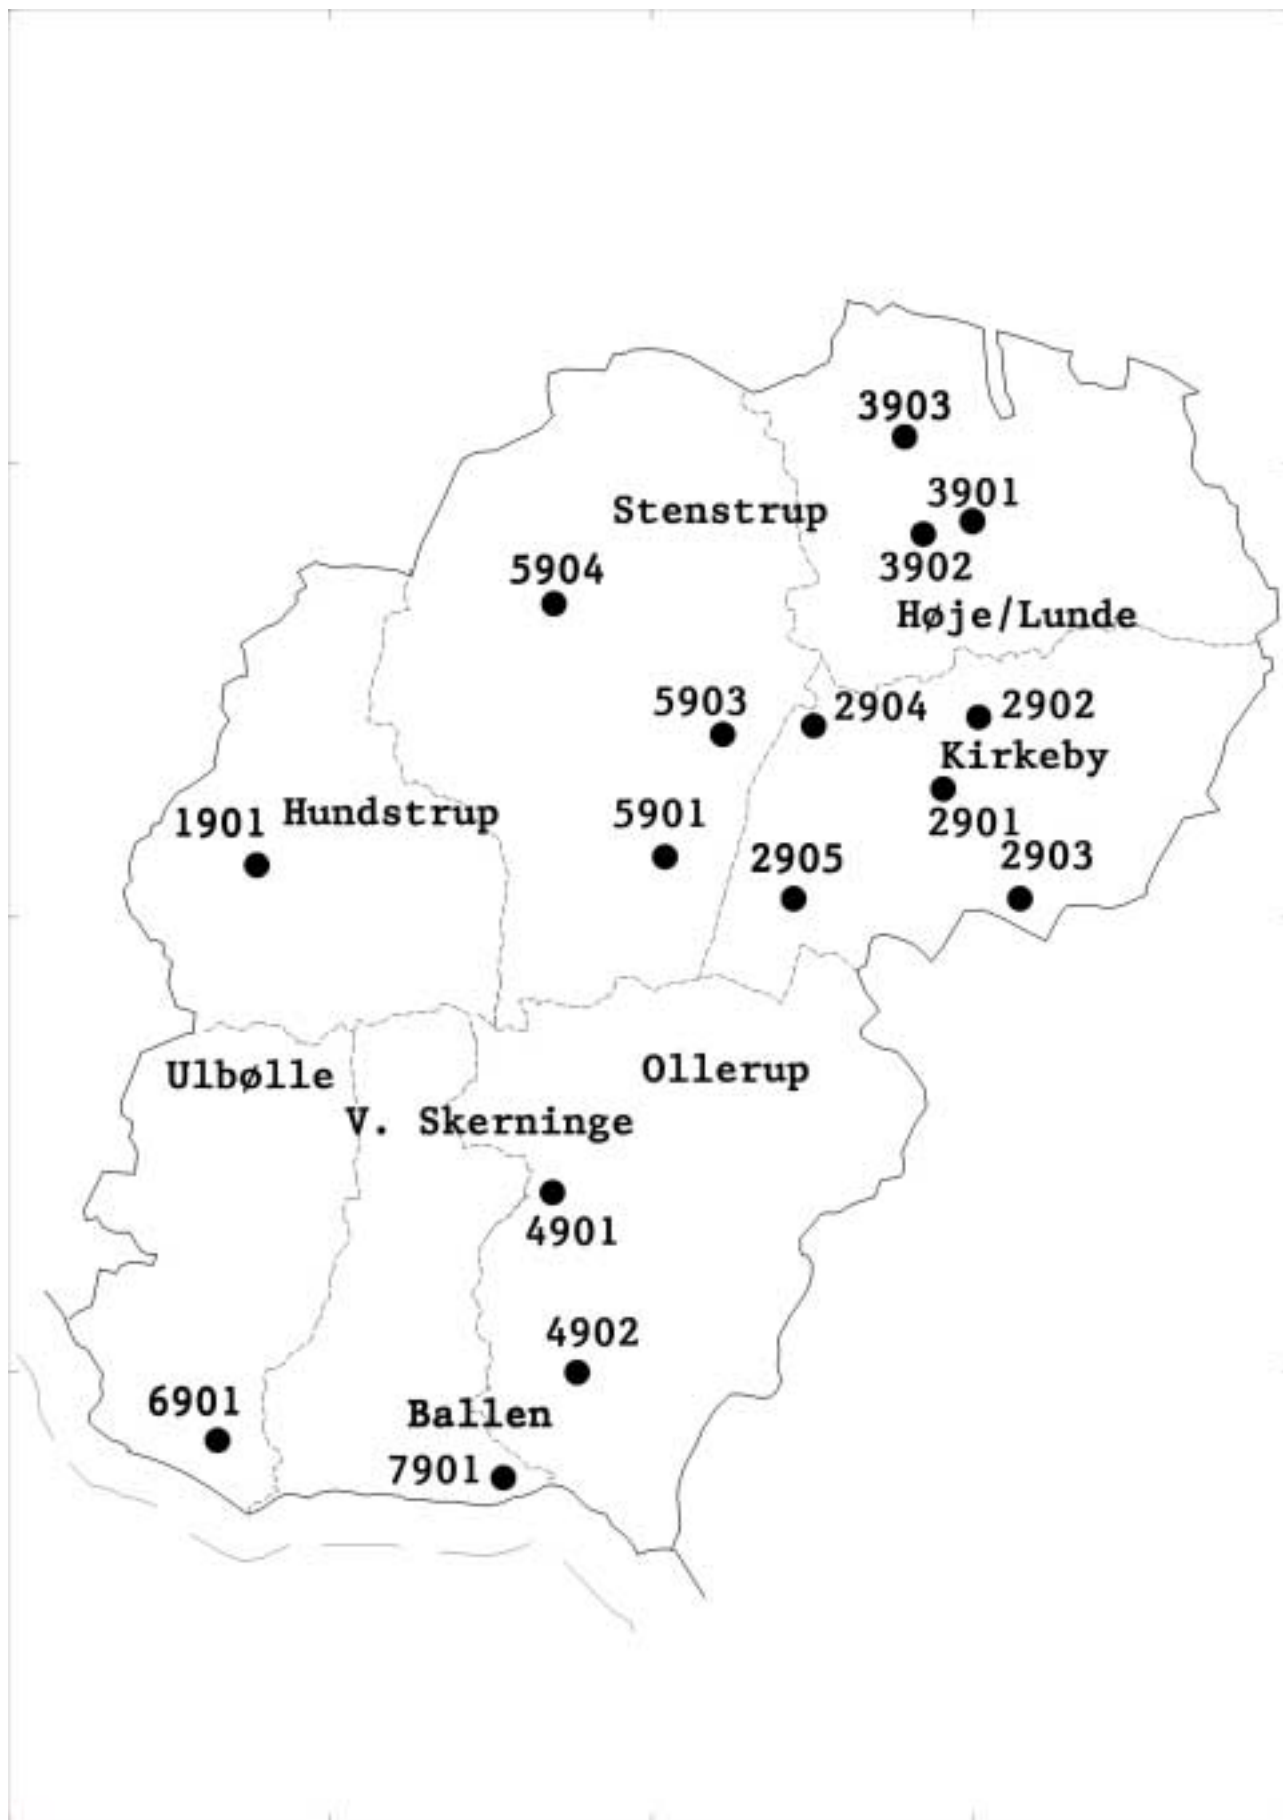 3903
3901
Stenstrup
3902
5904
Høje/Lunde
5903
2904
2902
Kirkeby
1901
Hundstrup
5901
2901
2905
2903
Ulbølle
Ollerup
V. Skerninge
4901
4902
6901
Ballen
7901